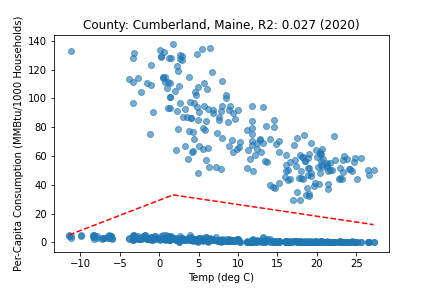 County: Cumberland, Maine, R2: 0.027 (2020)
Per-Capita Consumption (MMBtu/1000 Households)
140
120
100
80
60
40
20
0
−10 −5 0 5 10 15 20 25
Temp (deg C)